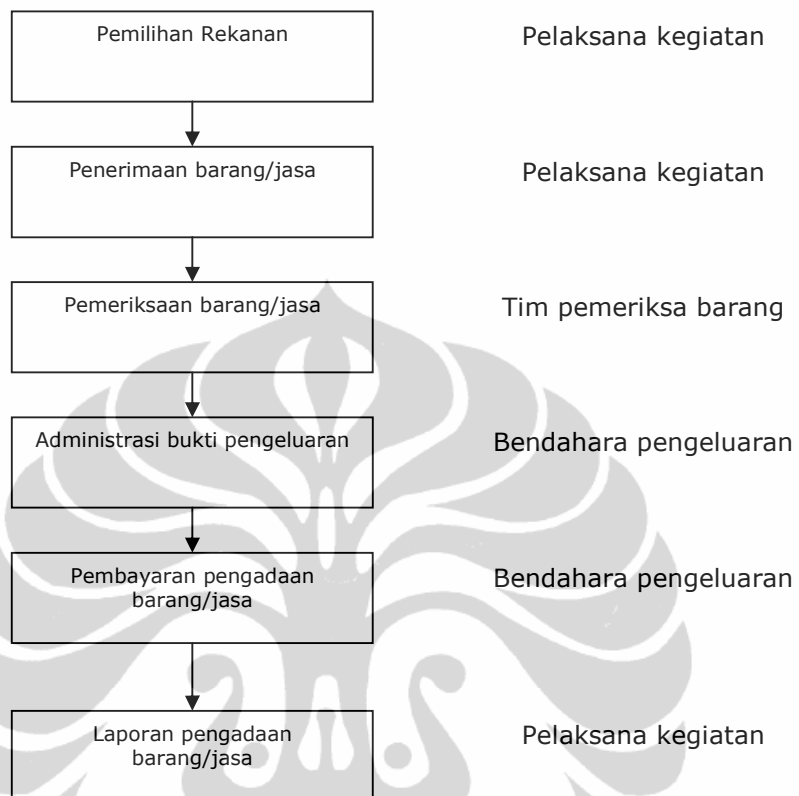 Pemilihan Rekanan
Pelaksana kegiatan
Penerimaan barang/jasa
Pelaksana kegiatan
Pemeriksaan barang/jasa
Tim pemeriksa barang
Administrasi bukti pengeluaran
Bendahara pengeluaran
Pembayaran pengadaan
barang/jasa
Bendahara pengeluaran
Laporan pengadaan
barang/jasa
Pelaksana kegiatan